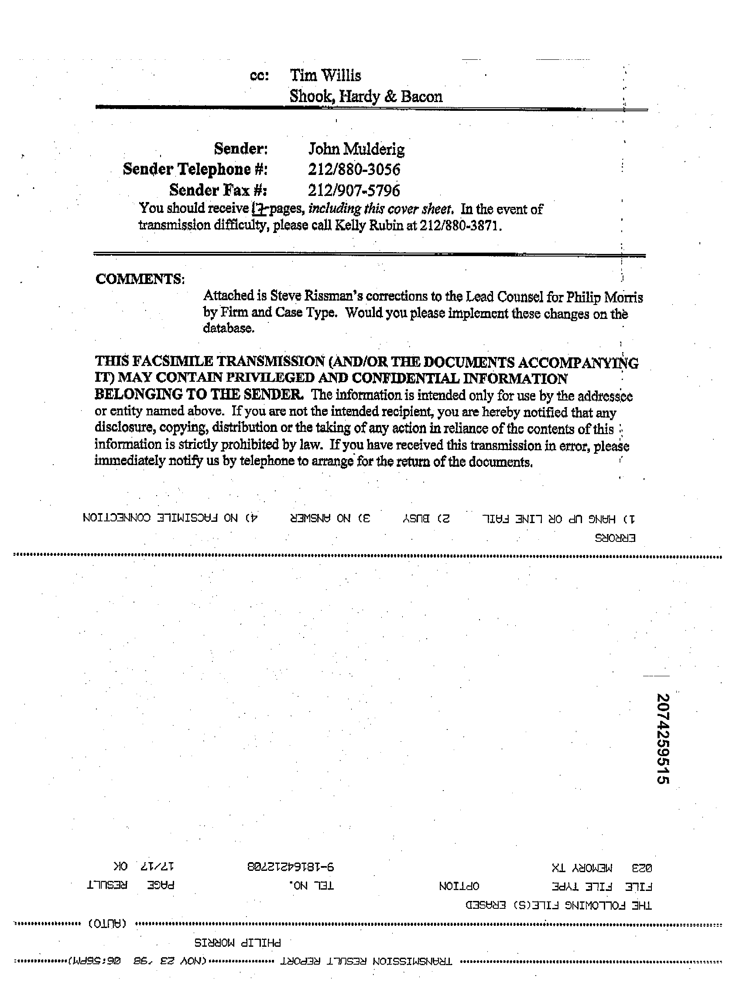 cc: Tim Willis
Shook, Hardy & Bacon
Sender: John Mulderig
Sender Telephone #: 212/880-3056
Sender Fax #: 212/907-5796
You should receive pages, including this cover sheet. In the event of
transmission difficulty, please call Kelly Rubin at 212/880-3871.
COMMENTS:
Attached is Steve Rissman's corrections to the Lead Counsel for Philip Morris
by Firm and Case Type. Would you please implement these changes on the
database.
THIS FACSIMILE TRANSMISSION (AND/OR THE DOCUMENTS ACCOMPANYING
IT) MAY CONTAIN PRIVILEGED AND CONFIDENTIAL INFORMATION
BELONGING TO THE SENDER. The information is intended only for use by the addressee
or entity named above. If you are not the intended recipient, you are hereby notified that any
disclosure, copying, distribution or the taking of any action in reliance of the contents of this
information is strictly prohibited by law. If you have received this transmission in error, please
immediately notify us by telephone to arrange for the return of the documents.
2074259515
TRANSMISSION RESULT REPORT (NOV 23 '98 06:56PM)
PHILIP MORRIS
(AUTO)
THE FOLLOWING FILE(S) ERASED
FILE FILE TYPE OPTION TEL NO. PAGE RESULT
023 MEMORY TX 9-18164212708 17/17 OK
ERRORS
1) HANG UP OR LINE FAIL 2) BUSY 3) NO ANSWER 4) NO FACSIMILE CONNECTION